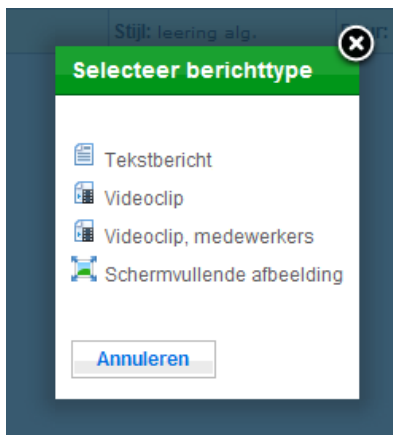 Stijl: leering alg.
Selecteer berichttype
Tekstbericht
Videoclip
Videoclip, medewerkers
Schermvullende afbeelding
Annuleren